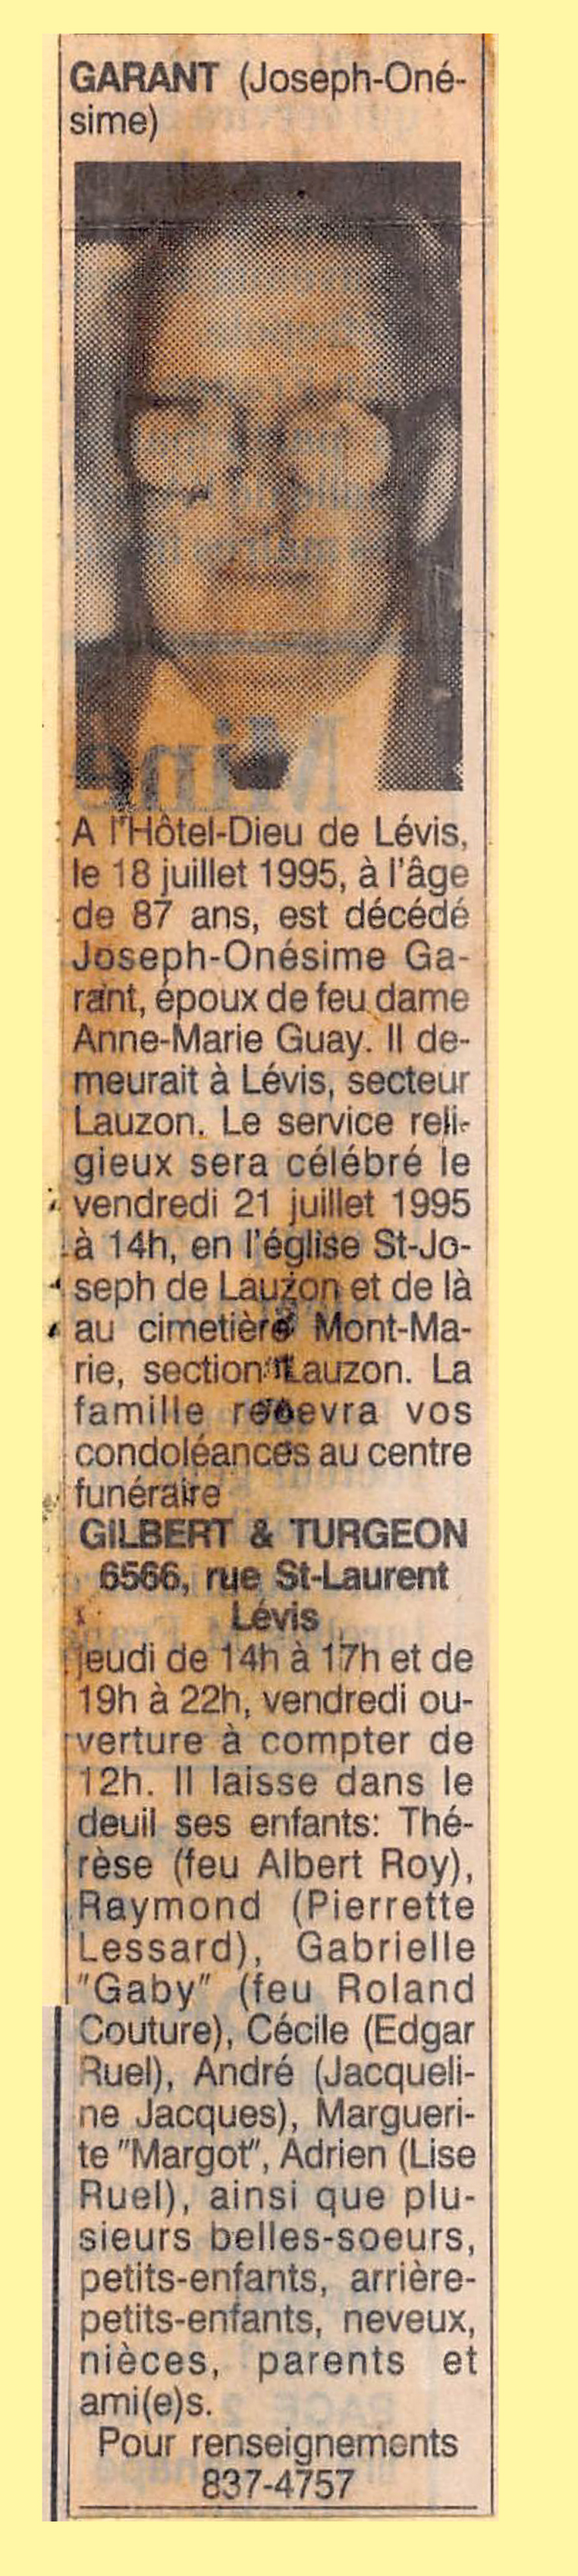 GARANT (Joseph-Oné-
sime)
A l'Hôtel-Dieu de Lévis,
le 18 juillet 1995, à l'âge
de 87 ans, est décédé
Joseph-Onésime Ga-
rant, époux de feu dame
Anne-Marie Guay. Il de-
meurait à Lévis, secteur
Lauzon. Le service reli-
gieux sera célébré le
vendredi 21 juillet 1995
à 14h, en l'église St-Jo-
seph de Lauzon et de là
au cimetière Mont-Ma-
rie, section Lauzon. La
famille recevra vos
condoléances au centre
funéraire
GILBERT & TURGEON
6566, rue St-Laurent
Lévis
jeudi de 14h à 17h et de
19h à 22h, vendredi ou-
verture à compter de
12h. Il laisse dans le
deuil ses enfants: Thé-
rèse (feu Albert Roy),
Raymond (Pierrette
Lessard), Gabrielle
"Gaby" (feu Roland
Couture), Cécile (Edgar
Ruel), André (Jacqueli-
ne Jacques), Margueri-
te "Margot", Adrien (Lise
Ruel), ainsi que plu-
sieurs belles-soeurs,
petits-enfants, arrière-
petits-enfants, neveux,
nièces, parents et
ami(e)s.
Pour renseignements
837-4757